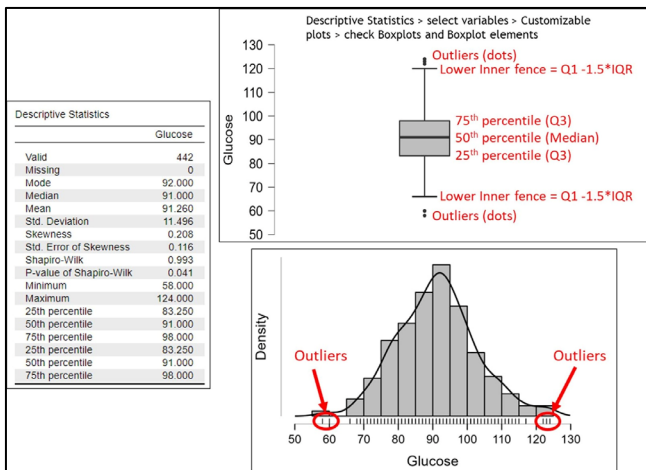 Descriptive Statistics > select variables > Customizable
plots > check Boxplots and Boxplot elements
130
120
110
100
90
80
70
60
50
Glucose
Outliers (dots)
Lower Inner fence = Q1 -1.5*IQR
75th percentile (Q3)
50th percentile (Median)
25th percentile (Q3)
Lower Inner fence = Q1 -1.5*IQR
Outliers (dots)
Descriptive Statistics
Glucose
Valid 442
Missing 0
Mode 92.000
Median 91.000
Mean 91.260
Std. Deviation 11.496
Skewness 0.208
Std. Error of Skewness 0.116
Shapiro-Wilk 0.993
P-value of Shapiro-Wilk 0.041
Minimum 58.000
Maximum 124.000
25th percentile 83.250
50th percentile 91.000
75th percentile 98.000
25th percentile 83.250
50th percentile 91.000
75th percentile 98.000
Density
Outliers
Outliers
50 60 70 80 90 100 110 120 130
Glucose